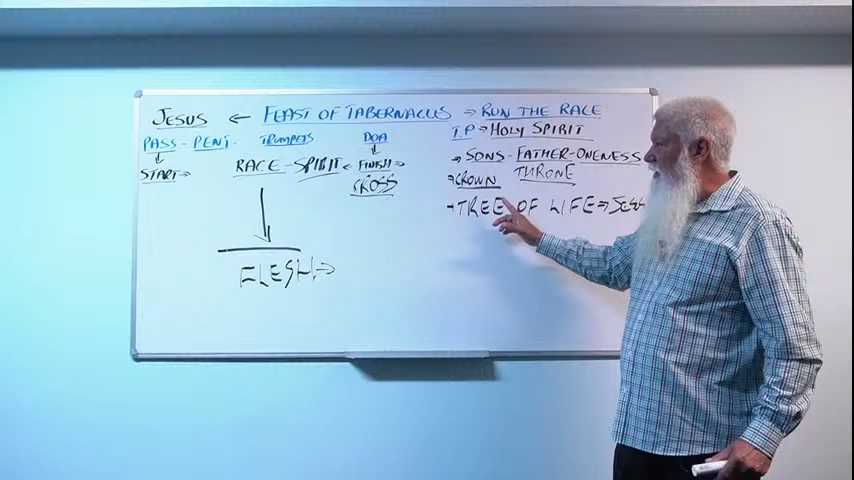 JESUS ← FEAST OF TABERNACLES → RUN THE RACE
PASS - PENT. TRUMPETS DOA I.P → HOLY SPIRIT
START → RACE - SPIRIT ← FINISH → → SONS - FATHER - ONENESS
CROSS → CROWN THRONE
→ TREE OF LIFE →
FLESH. →